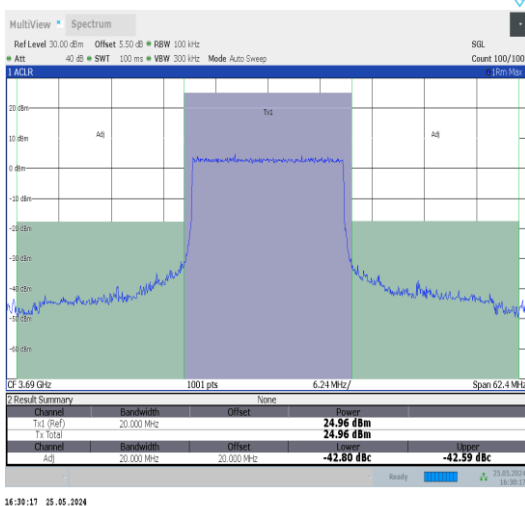 MultiView Spectrum
Ref Level 30.00 dBm Offset 5.50 dB RBW 100 kHz SGL
Att 40 dB SWT 100 ms VBW 300 kHz Mode Auto Sweep Count 100/100
1 ACLR 1Rm Max
Tx1
20 dBm
Adj Adj
10 dBm
0 dBm
-10 dBm
-20 dBm
-30 dBm
-40 dBm
-50 dBm
-60 dBm
CF 3.69 GHz 1001 pts 6.24 MHz/ Span 62.4 MHz
2 Result Summary None
Channel Bandwidth Offset Power
Tx1 (Ref) 20.000 MHz 24.96 dBm
Tx Total 24.96 dBm
Channel Bandwidth Offset Lower Upper
Adj 20.000 MHz 20.000 MHz -42.80 dBc -42.59 dBc
Ready 25.05.2024
16:30:17
16:30:17 25.05.2024